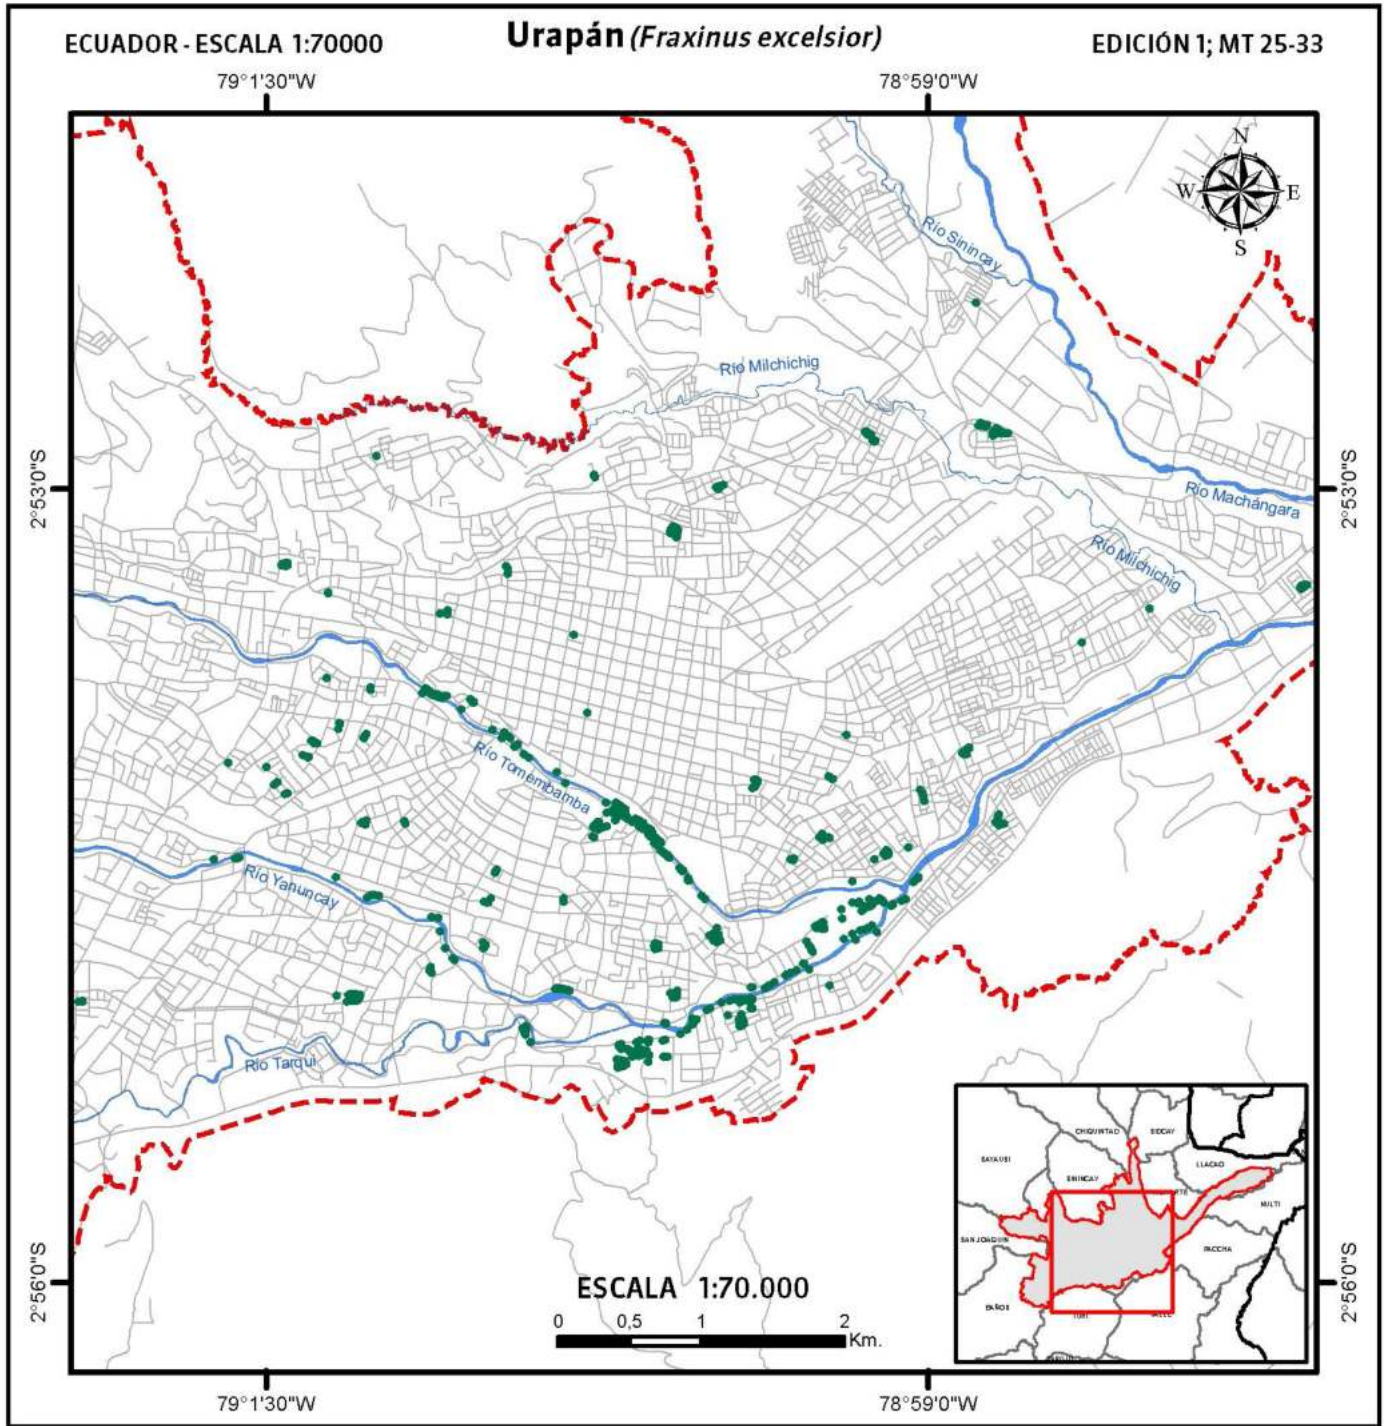 Urapán (Fraxinus excelsior)
ECUADOR - ESCALA 1:70000
EDICIÓN 1; MT 25-33
79°1'30"W
78°59'0"W
N
W
E
S
Río Sinincay
Río Milchichig
2°53'0"S
2°53'0"S
Río Machángara
Río Milchichig
Río Tomembamba
Río Yanuncay
Río Tarqui
CHIQUINTAD
SIDCAY
SAYAUSI
LLACAO
SININCAY
NULTI
SAN JOAQUIN
PACCHA
BAÑOS
2°56'0"S
2°56'0"S
ESCALA 1:70.000
0
0,5
1
2
Km.
79°1'30"W
78°59'0"W